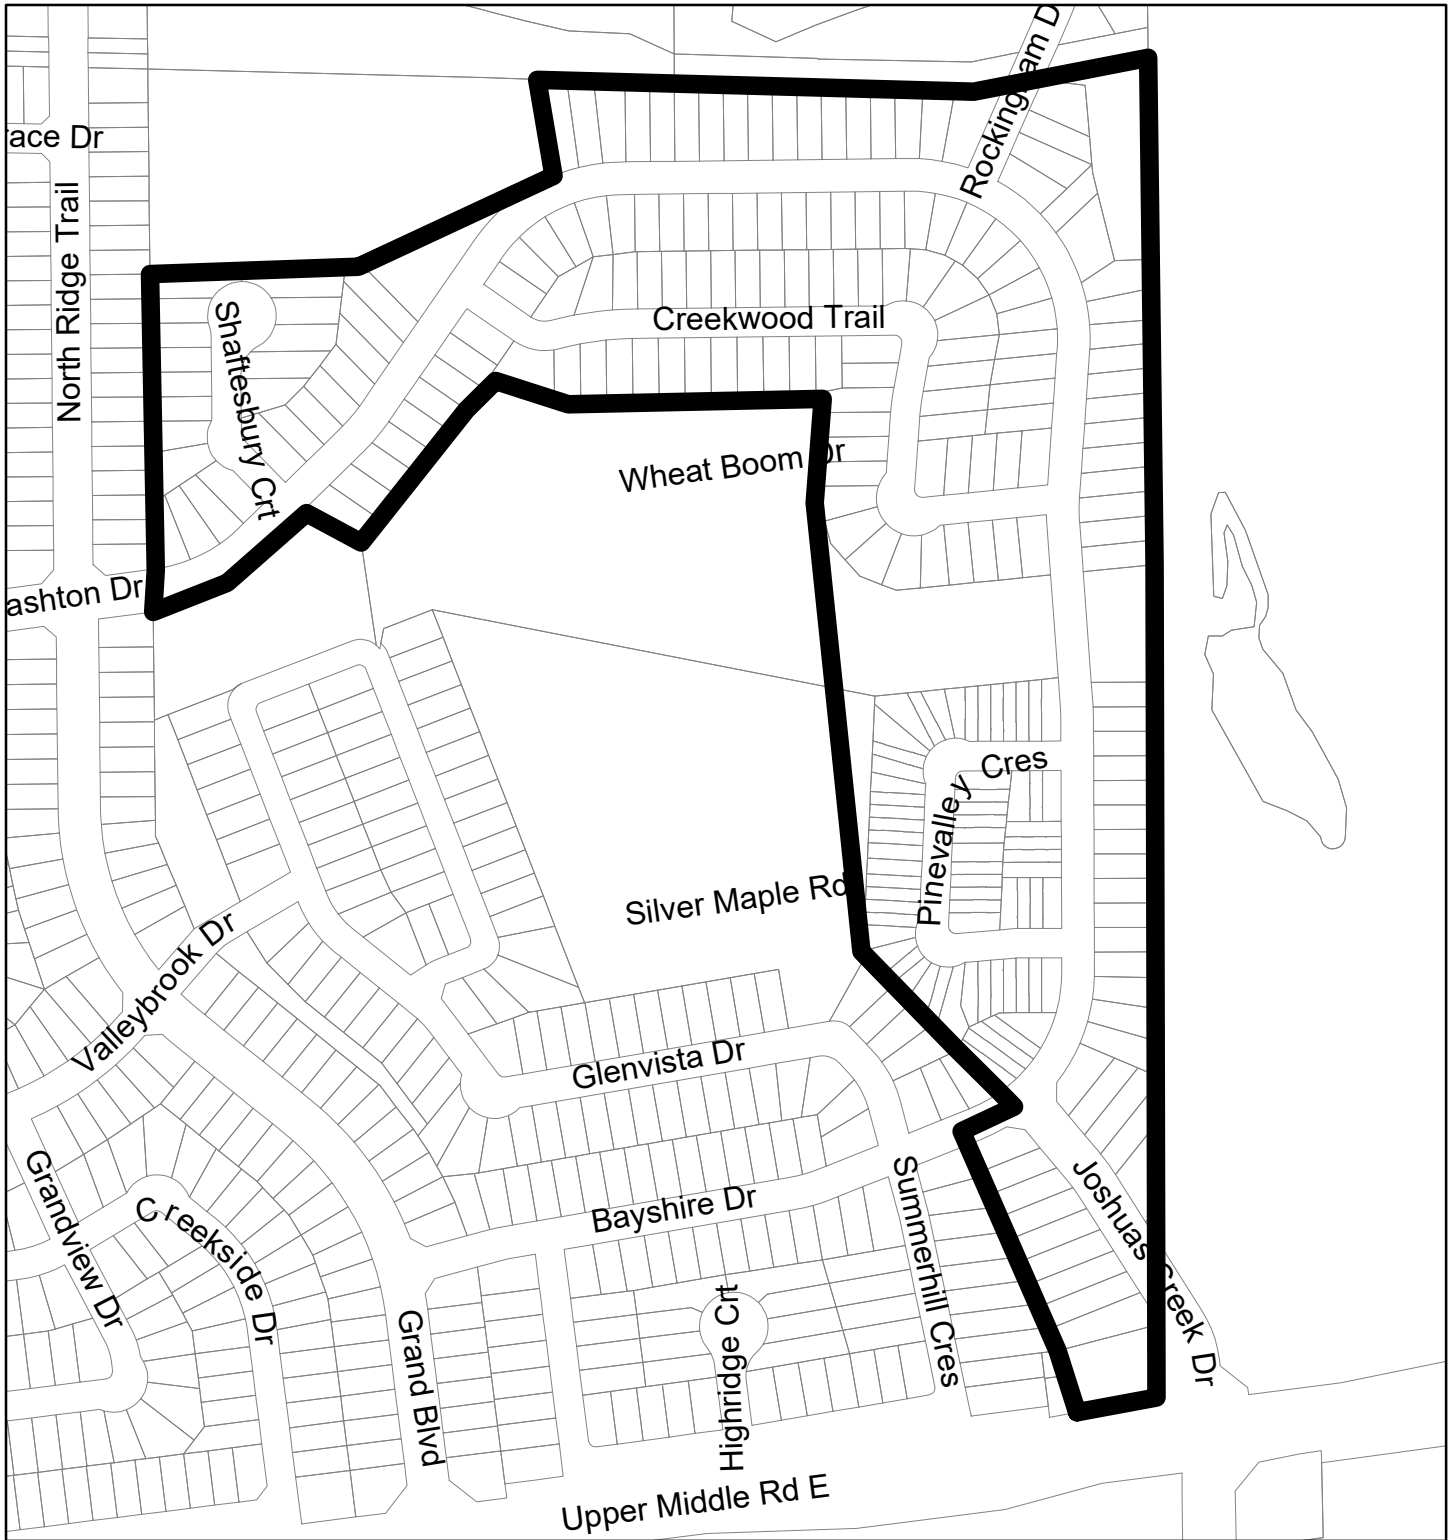 Rockingham D
race Dr
North Ridge Trail
Shaftesbury Crt
Creekwood Trail
Wheat Boom Dr
ashton Dr
Pinevalley Cres
Silver Maple Rd
Valleybrook Dr
Glenvista Dr
Grandview Dr
Creekside Dr
Bayshire Dr
Summerhill Cres
Joshuas Creek Dr
Grand Blvd
Highridge Crt
Upper Middle Rd E